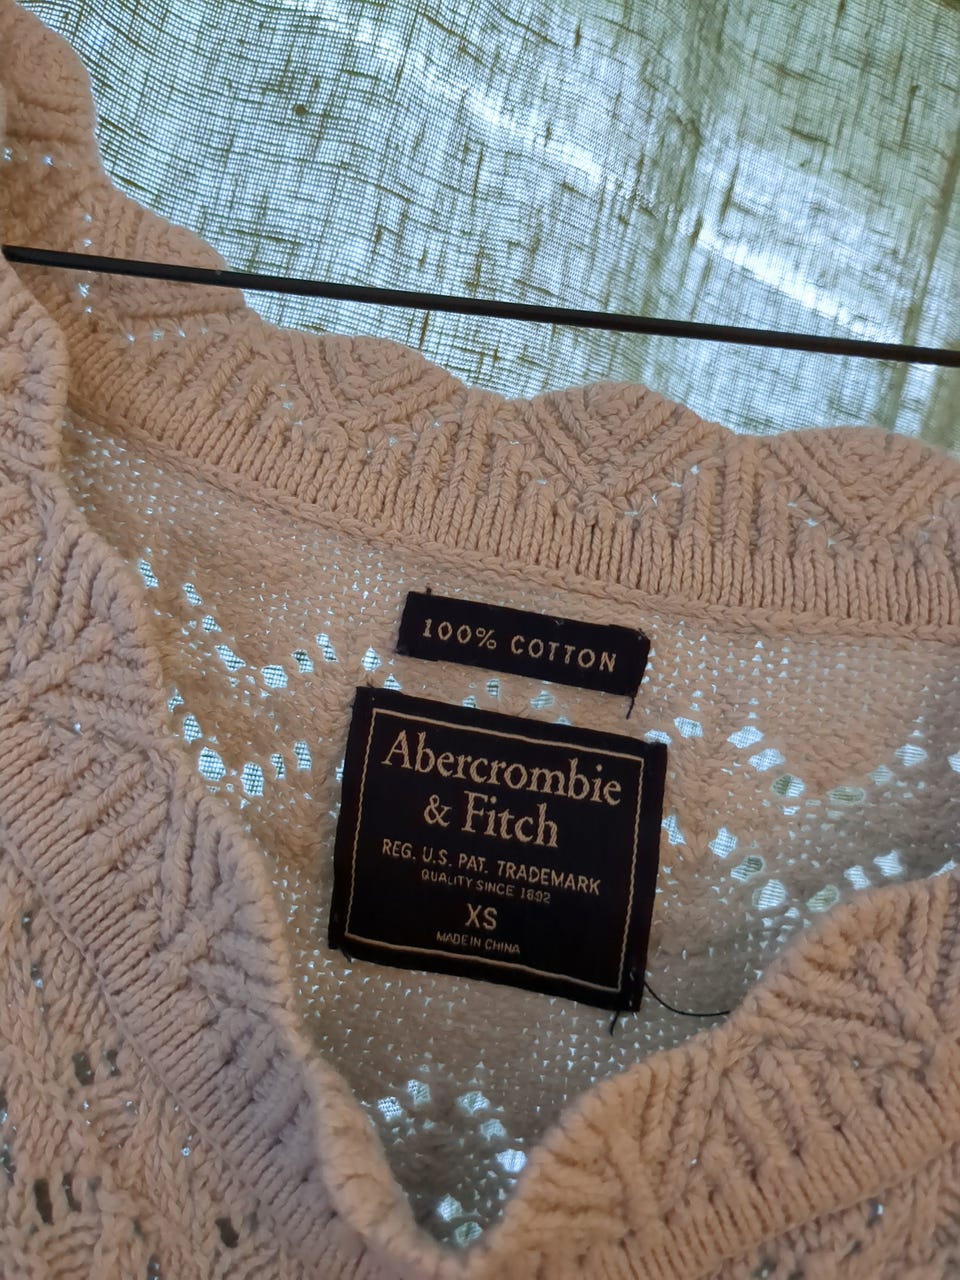 100% COTTON
Abercrombie
& Fitch
REG. U.S. PAT. TRADEMARK
QUALITY SINCE 1892
XS
MADE IN CHINA